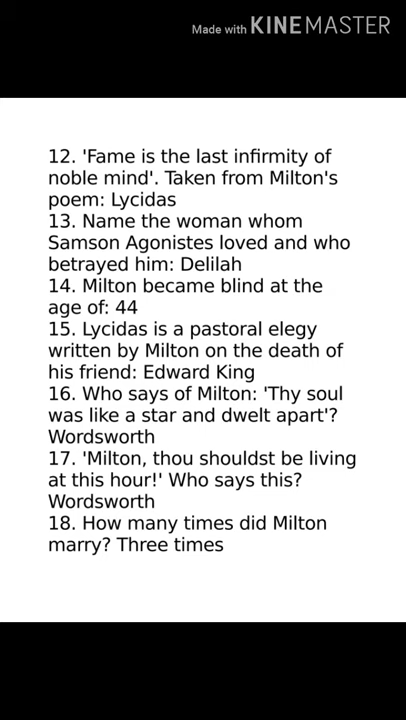 Made with KINEMASTER
12. 'Fame is the last infirmity of
noble mind'. Taken from Milton's
poem: Lycidas
13. Name the woman whom
Samson Agonistes loved and who
betrayed him: Delilah
14. Milton became blind at the
age of: 44
15. Lycidas is a pastoral elegy
written by Milton on the death of
his friend: Edward King
16. Who says of Milton: 'Thy soul
was like a star and dwelt apart'?
Wordsworth
17. 'Milton, thou shouldst be living
at this hour!' Who says this?
Wordsworth
18. How many times did Milton
marry? Three times